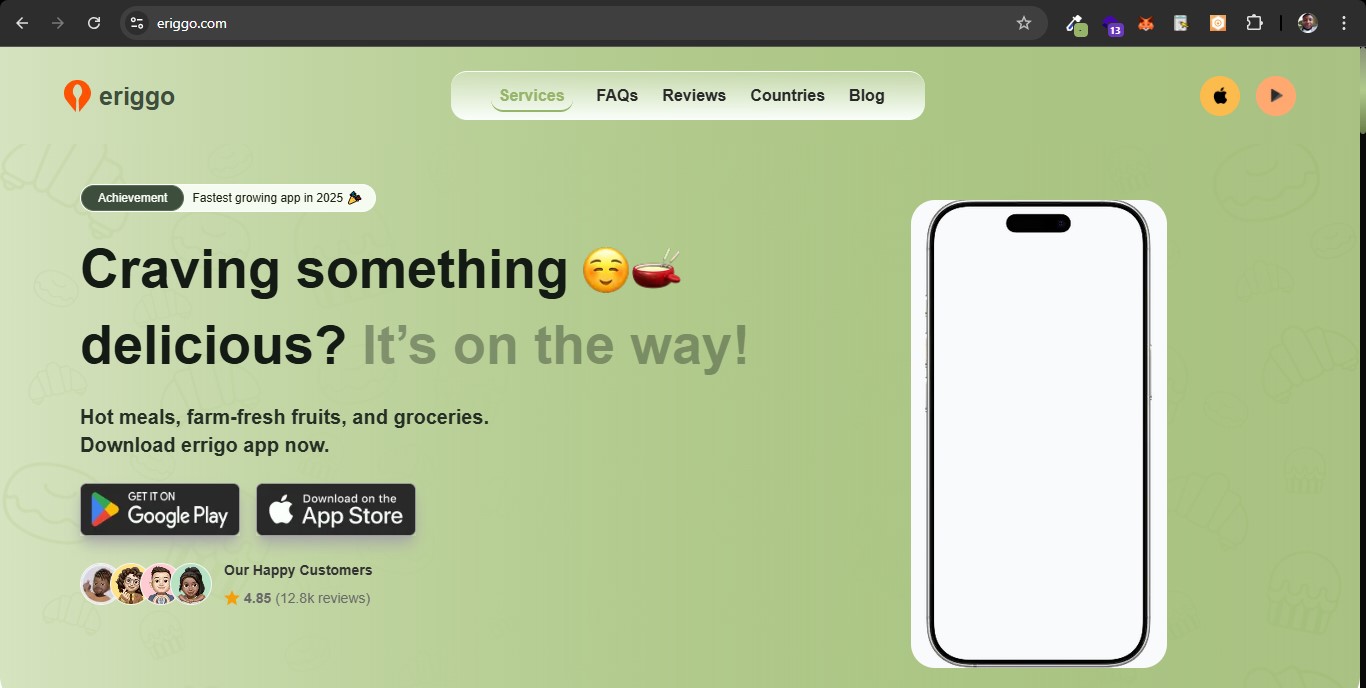 eriggo.com
13
eriggo
Services FAQs Reviews Countries Blog
Achievement Fastest growing app in 2025 🎉
Craving something ☺️🍵
delicious? It’s on the way!
Hot meals, farm-fresh fruits, and groceries.
Download errigo app now.
GET IT ON
Google Play
Download on the
App Store
Our Happy Customers
4.85 (12.8k reviews)